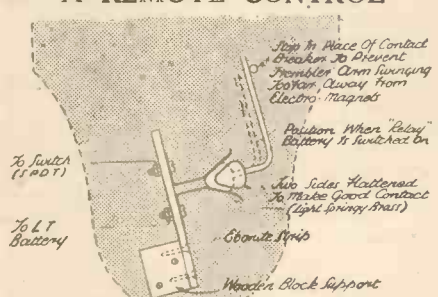 A REMOTE CONTROL
Stop In Place Of Contact
Breaker To Prevent
Trembler Arm Swinging
Too Far, Away From
Electro-Magnets
Position When "Relay"
Battery Is Switched On
To Switch
(S P D T)
Two Sides Flattened
To Make Good Contact
(Light Springy Brass)
To L T
Battery
Ebonite Strip
Wooden Block Support